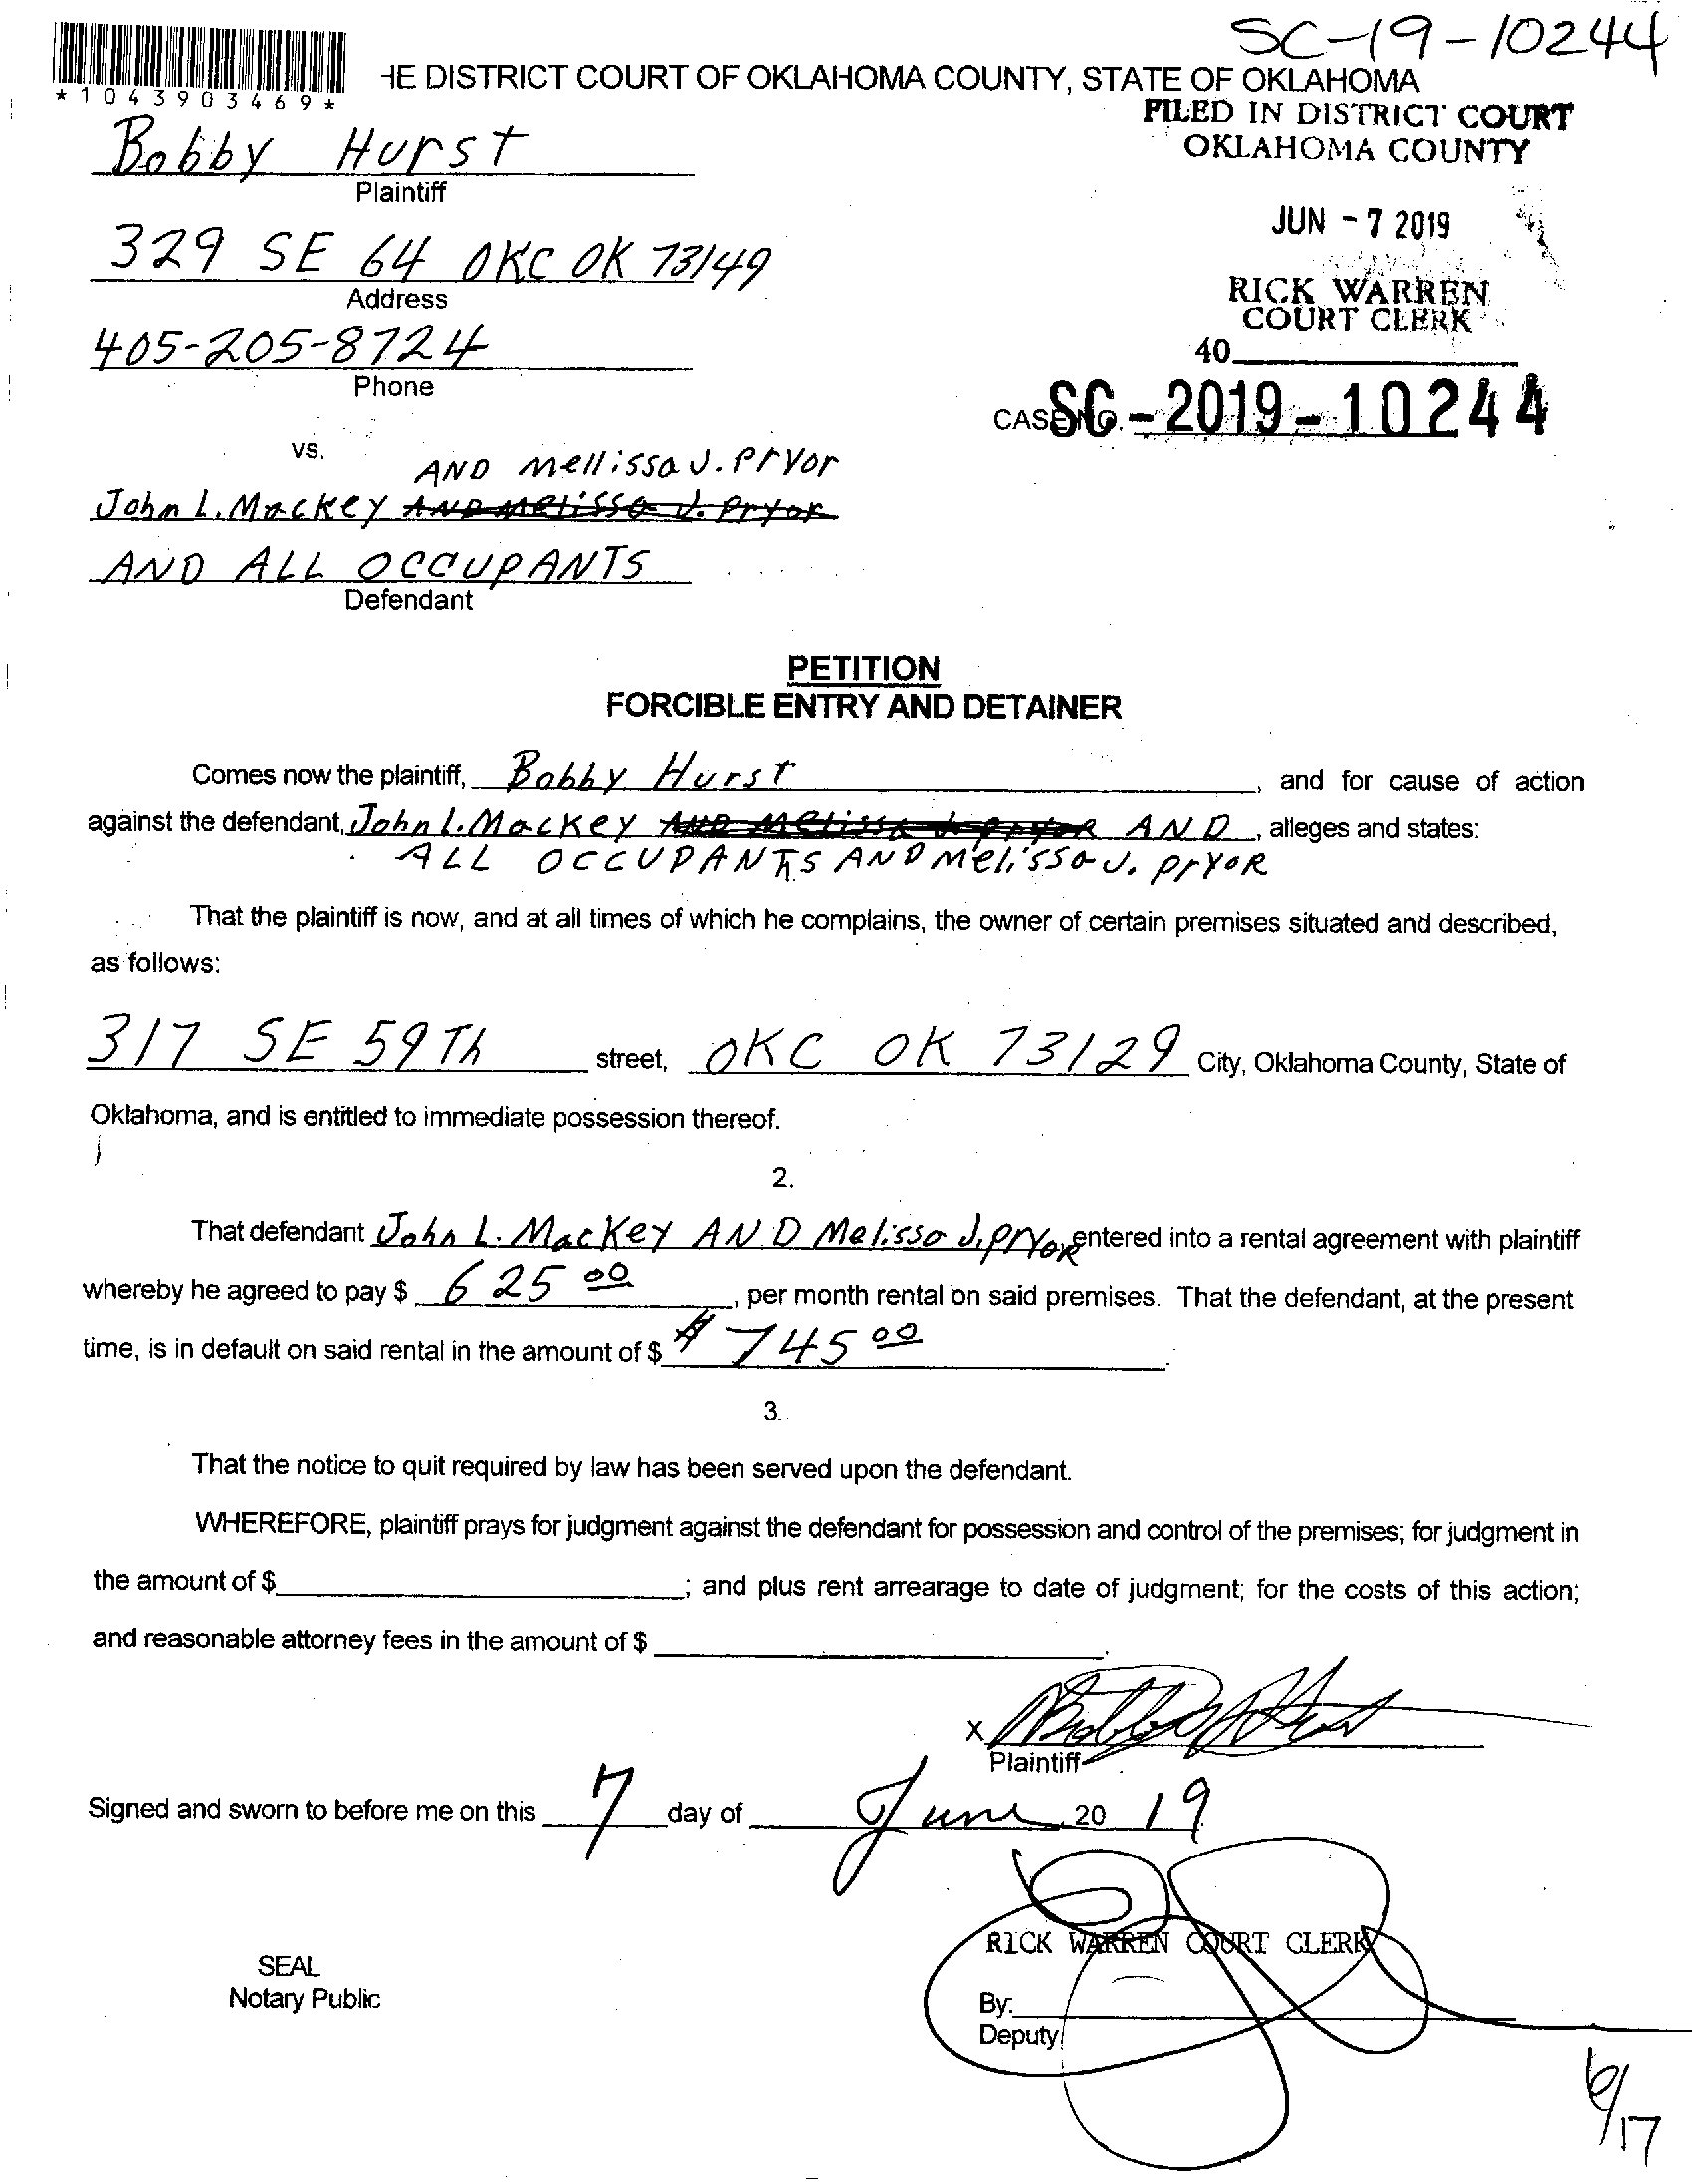 SC-19-10244
*1043903469*
HE DISTRICT COURT OF OKLAHOMA COUNTY, STATE OF OKLAHOMA
FILED IN DISTRICT COURT
OKLAHOMA COUNTY
Bobby Hurst
Plaintiff
JUN - 7 2019
329 SE 64 OKC OK 73149
Address
RICK WARREN
COURT CLERK
405-205-8724
Phone
40
CASE NO. SC - 2019 - 10244
vs.
AND Mellissa J. Pryor
John L. Mackey AND Melissa J. Pryor
AND ALL OCCUPANTS
Defendant
PETITION
FORCIBLE ENTRY AND DETAINER
Comes now the plaintiff, Bobby Hurst, and for cause of action
against the defendant, John L. Mackey AND Melissa J. Pryor AND, alleges and states:
ALL OCCUPANTS AND Melissa J. PryoR
That the plaintiff is now, and at all times of which he complains, the owner of certain premises situated and described,
as follows:
317 SE 59Th street, OKC OK 73129 City, Oklahoma County, State of
Oklahoma, and is entitled to immediate possession thereof.
2.
That defendant John L. Mackey AND Melissa J. PryoR entered into a rental agreement with plaintiff
whereby he agreed to pay $ 625 00, per month rental on said premises. That the defendant, at the present
time, is in default on said rental in the amount of $ $ 745 00.
3.
That the notice to quit required by law has been served upon the defendant.
WHEREFORE, plaintiff prays for judgment against the defendant for possession and control of the premises; for judgment in
the amount of $ ; and plus rent arrearage to date of judgment; for the costs of this action;
and reasonable attorney fees in the amount of $ .
X Bobby Hurst
Plaintiff
Signed and sworn to before me on this 7 day of June, 20 19
RICK WARREN COURT CLERK
SEAL
Notary Public
By:
Deputy
6/17